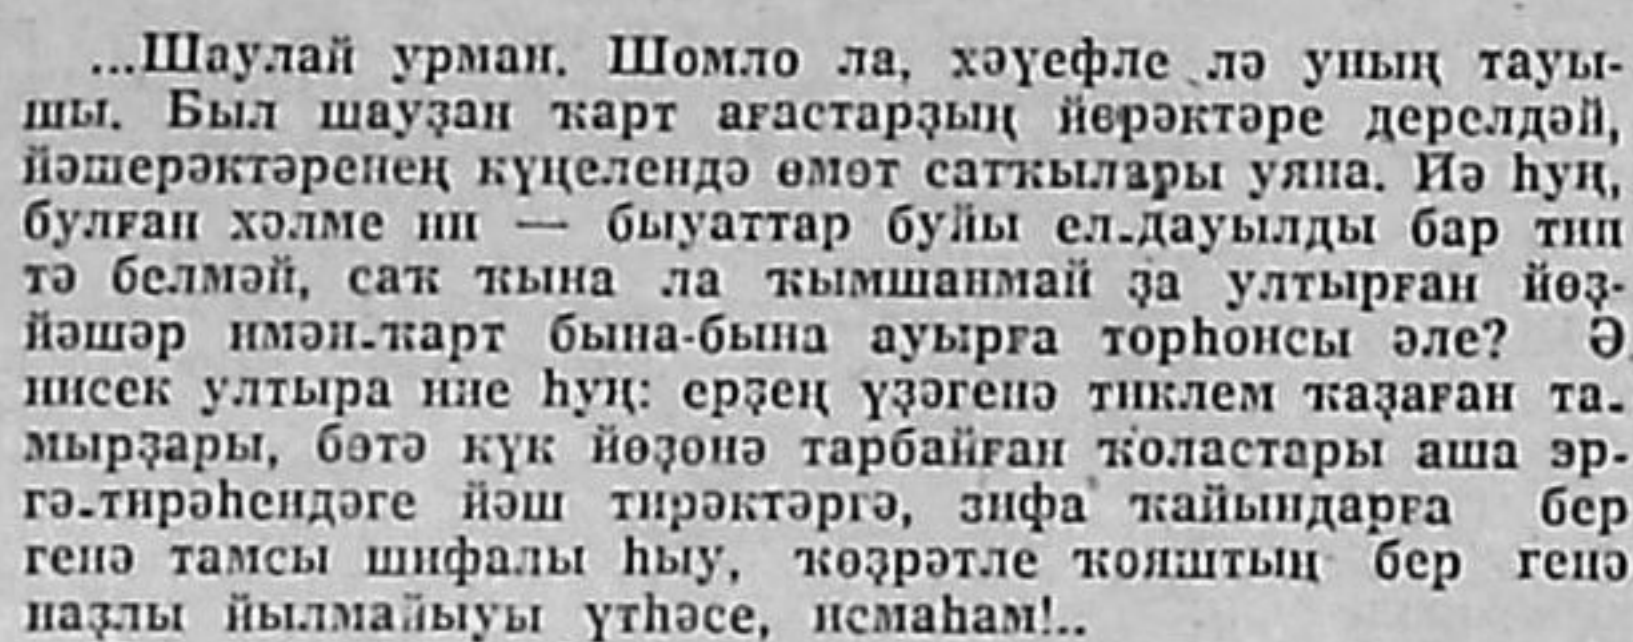 ...Шаулай урман. Шомло ла, хәүефле лә уның тауы-
шы. Был шауҙан ҡарт ағастарҙың йөрәктәре дерелдәй,
йәшерәктәренең күңелендә өмөт сатҡылары уяна. Иә һуң,
булған хәлме ни — быуаттар буйы ел-дауылды бар тип
тә белмәй, саҡ ҡына ла ҡымшанмай ҙа ултырған йөҙ-
йәшәр имән-ҡарт бына-бына ауырға торһонсы әле? Ә
нисек ултыра ине һуң: ерҙең үҙәгенә тиклем ҡаҙаған та-
мырҙары, бөтә күк йөҙөнә тарбайған ҡоластары аша эр-
гә-тирәһендәге йәш тирәктәргә, зифа ҡайындарға бер
генә тамсы шифалы һыу, ҡөҙрәтле ҡояштың бер генә
наҙлы йылмайыуы үтһәсе, исмаһам!..